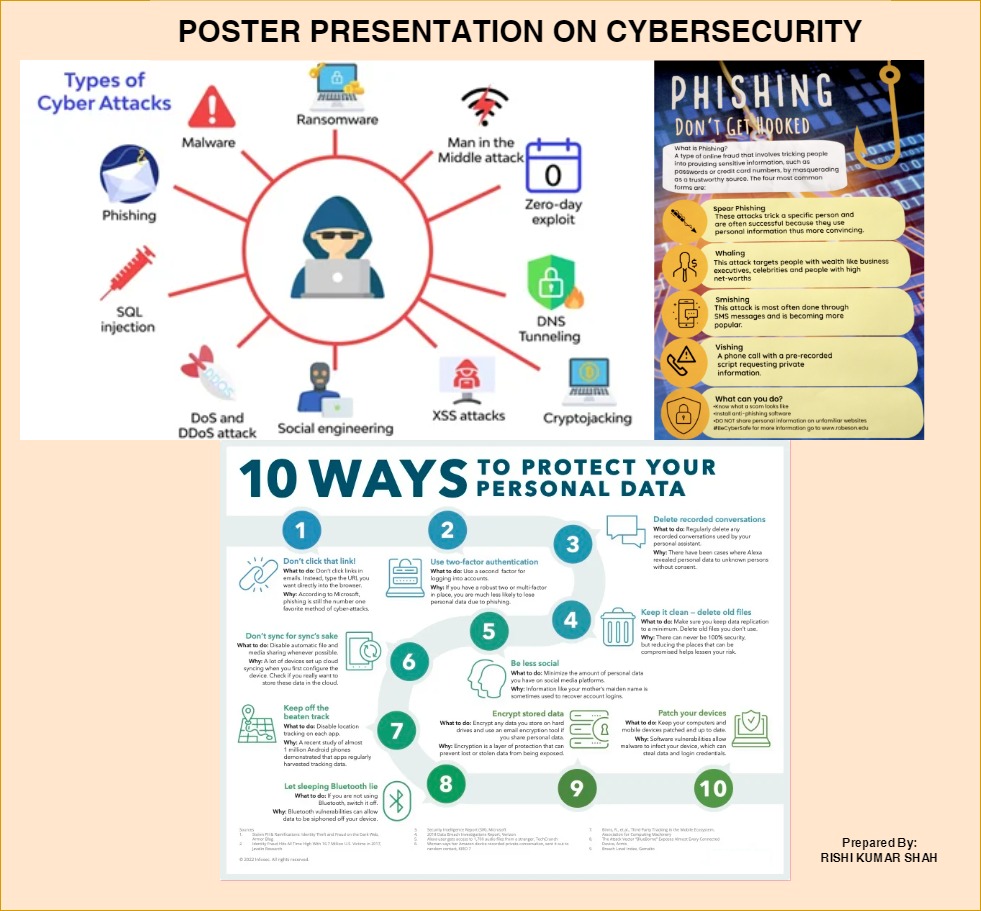 POSTER PRESENTATION ON CYBERSECURITY
Types of
Cyber Attacks
Malware
Ransomware
Man in the
Middle attack
0
Zero-day
exploit
Phishing
SQL
injection
DNS
Tunneling
DDOS
DoS and
DDoS attack
Social engineering
XSS attacks
Cryptojacking
PHISHING
DON'T GET HOOKED
What is Phishing?
A type of online fraud that involves tricking people
into providing sensitive information, such as
passwords or credit card numbers, by masquerading
as a trustworthy source. The four most common
forms are:
Spear Phishing
These attacks trick a specific person and
are often successful because they use
personal information thus more convincing.
Whaling
This attack targets people with wealth like business
executives, celebrities and people with high
net-worths
Smishing
This attack is most often done through
SMS messages and is becoming more
popular.
Vishing
A phone call with a pre-recorded
script requesting private
information.
What can you do?
•Know what a scam looks like
•Install anti-phishing software
•DO NOT share personal information on unfamiliar websites
#BeCyberSafe for more information go to www.robeson.edu
10 WAYS TO PROTECT YOUR
PERSONAL DATA
1
Don't click that link!
What to do: Don't click links in
emails. Instead, type the URL you
want directly into the browser.
Why: According to Microsoft,
phishing is still the number one
favorite method of cyber-attacks.
2
Use two-factor authentication
What to do: Use a second factor for
logging into accounts.
Why: If you have a robust two or multi-factor
in place, you are much less likely to lose
personal data due to phishing.
3
Delete recorded conversations
What to do: Regularly delete any
recorded conversations used by your
personal assistant.
Why: There have been cases where Alexa
revealed personal data to unknown persons
without consent.
4
Keep it clean – delete old files
What to do: Make sure you keep data replication
to a minimum. Delete old files you don't use.
Why: There can never be 100% security,
but reducing the places that can be
compromised helps lessen your risk.
5
Be less social
What to do: Minimize the amount of personal data
you have on social media platforms.
Why: Information like your mother's maiden name is
sometimes used to recover account logins.
6
Don't sync for sync's sake
What to do: Disable automatic file and
media sharing whenever possible.
Why: A lot of devices set up cloud
syncing when you first configure the
device. Check if you really want to
store these data in the cloud.
7
Keep off the
beaten track
What to do: Disable location
tracking on each app.
Why: A recent study of almost
1 million Android phones
demonstrated that apps regularly
harvested tracking data.
8
Let sleeping Bluetooth lie
What to do: If you are not using
Bluetooth, switch it off.
Why: Bluetooth vulnerabilities can allow
data to be siphoned off your device.
9
Encrypt stored data
What to do: Encrypt any data you store on hard
drives and use an email encryption tool if
you share personal data.
Why: Encryption is a layer of protection that can
prevent lost or stolen data from being exposed.
10
Patch your devices
What to do: Keep your computers and
mobile devices patched and up to date.
Why: Software vulnerabilities allow
malware to infect your device, which can
steal data and login credentials.
Sources
© 2022 Infosec. All rights reserved.
Prepared By:
RISHI KUMAR SHAH